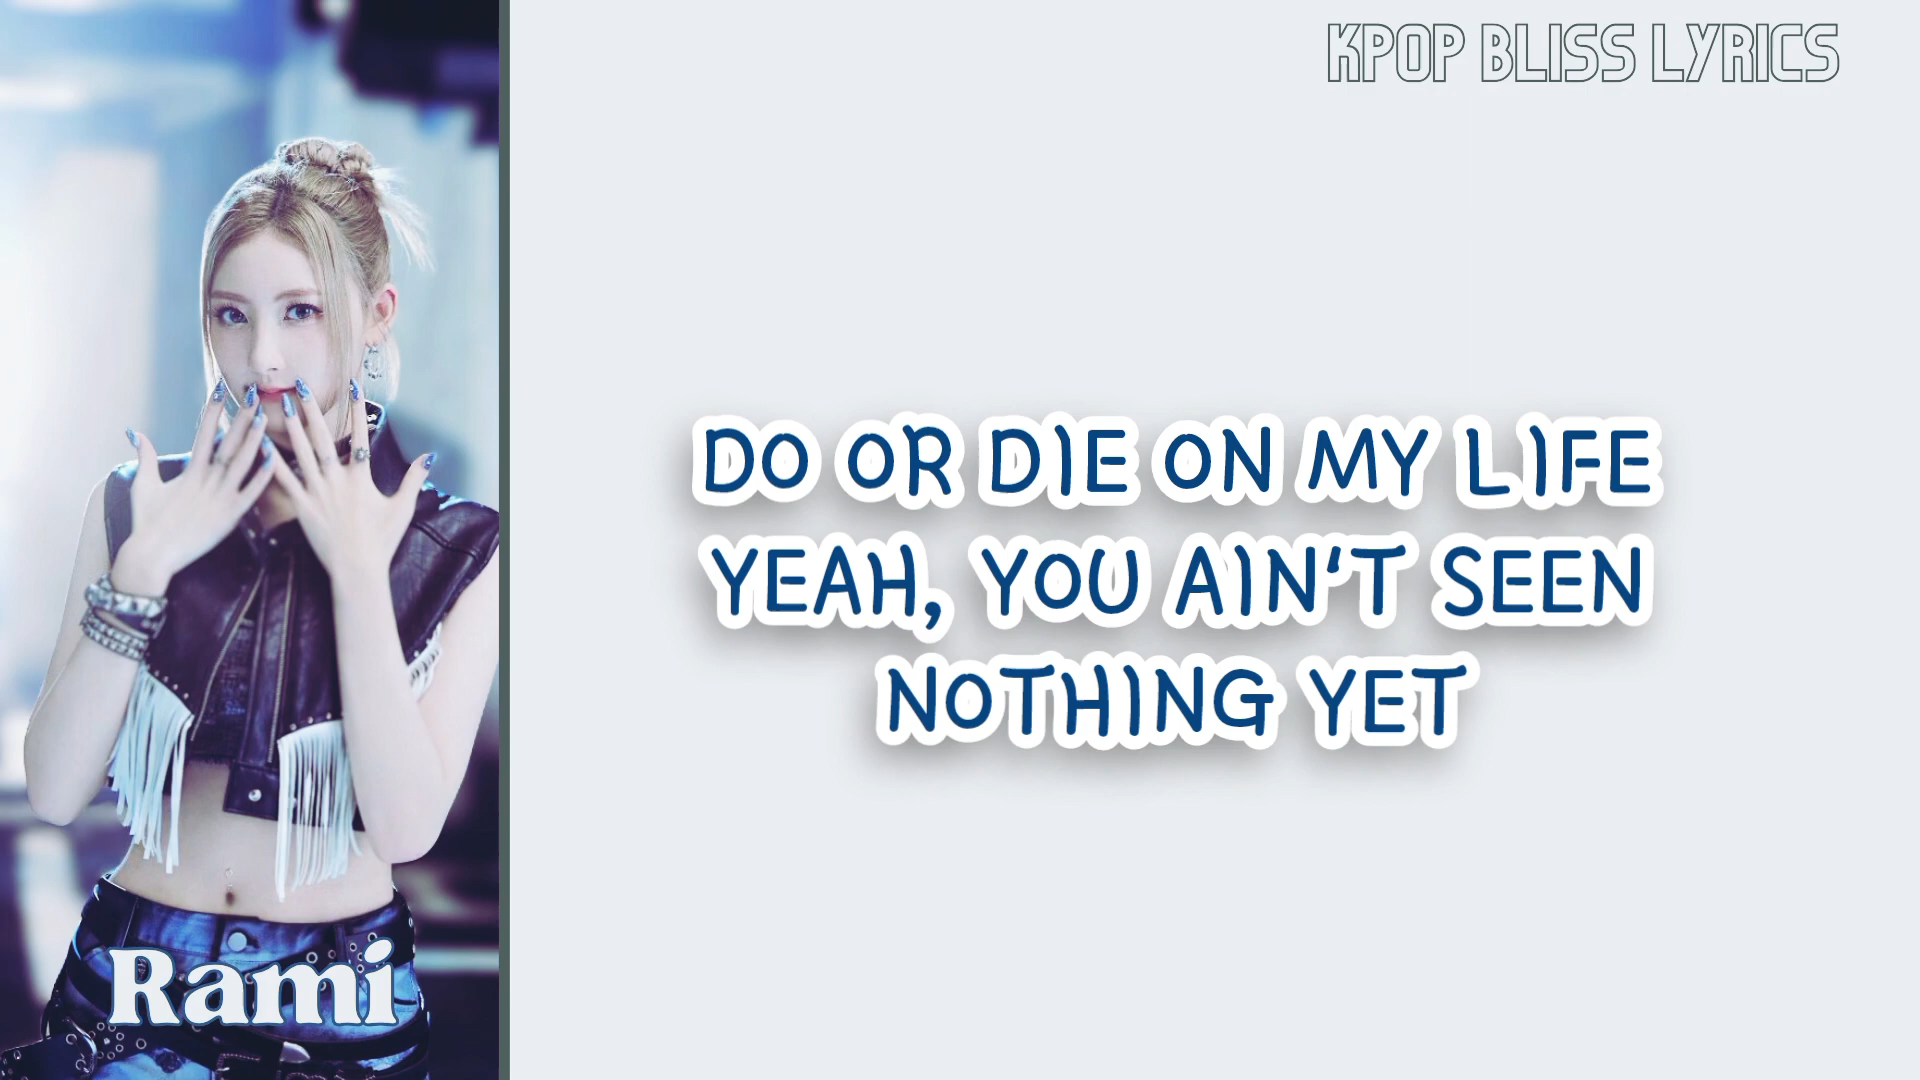 KPOP BLISS LYRICS
DO OR DIE ON MY LIFE
YEAH, YOU AIN'T SEEN
NOTHING YET
Rami